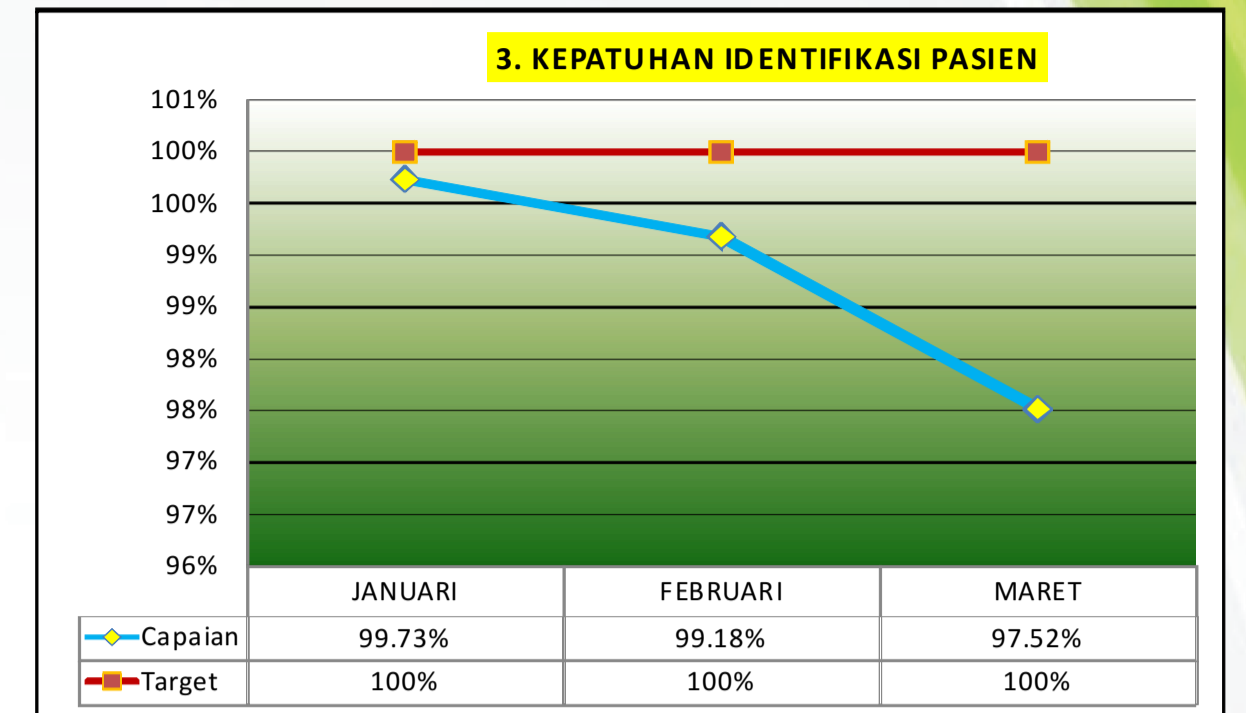 3. KEPATUHAN IDENTIFIKASI PASIEN
101%
100%
100%
99%
99%
98%
98%
97%
97%
96%
JANUARI FEBRUARI MARET
Capaian 99.73% 99.18% 97.52%
Target 100% 100% 100%